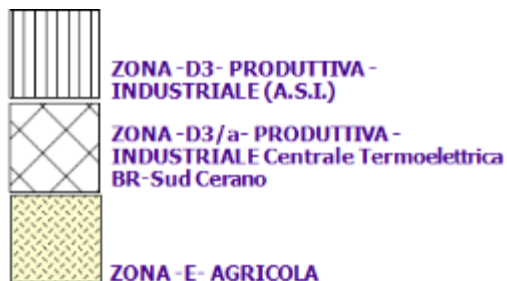 ZONA -D3- PRODUTTIVA -
INDUSTRIALE (A.S.I.)
ZONA -D3/a- PRODUTTIVA -
INDUSTRIALE Centrale Termoelettrica
BR-Sud Cerano
ZONA -E- AGRICOLA